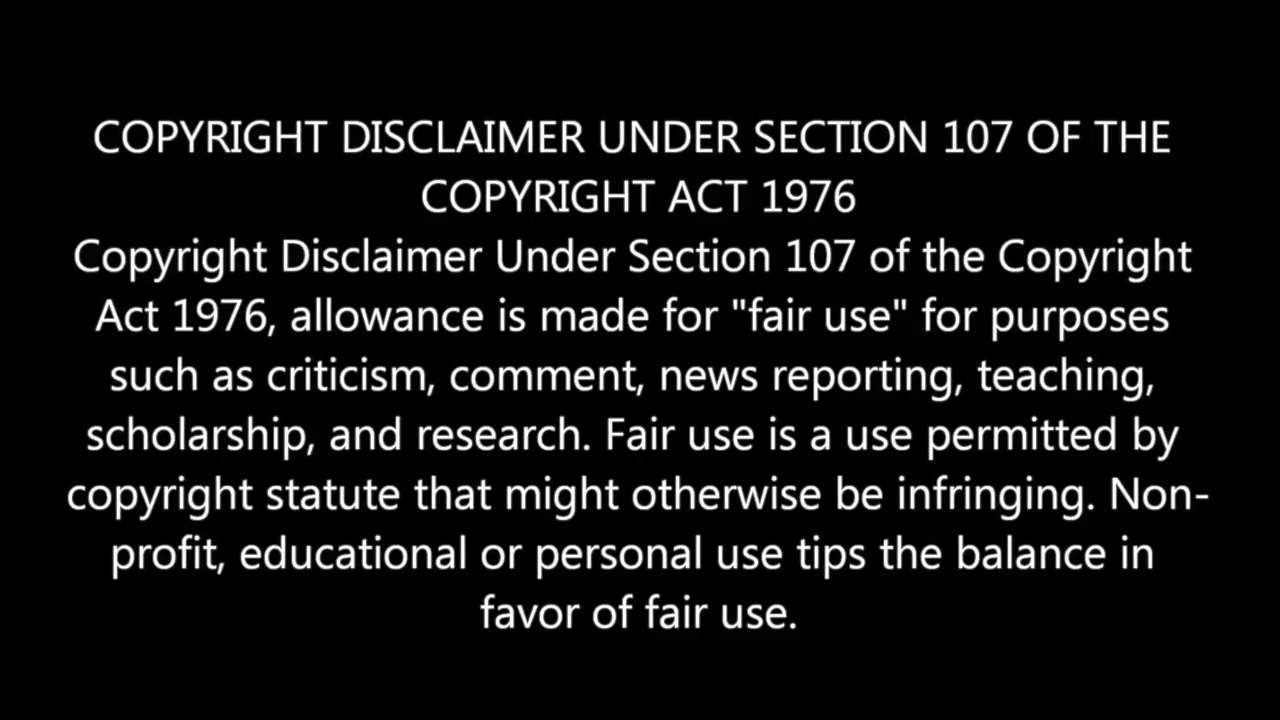 COPYRIGHT DISCLAIMER UNDER SECTION 107 OF THE
COPYRIGHT ACT 1976
Copyright Disclaimer Under Section 107 of the Copyright
Act 1976, allowance is made for "fair use" for purposes
such as criticism, comment, news reporting, teaching,
scholarship, and research. Fair use is a use permitted by
copyright statute that might otherwise be infringing. Non-
profit, educational or personal use tips the balance in
favor of fair use.